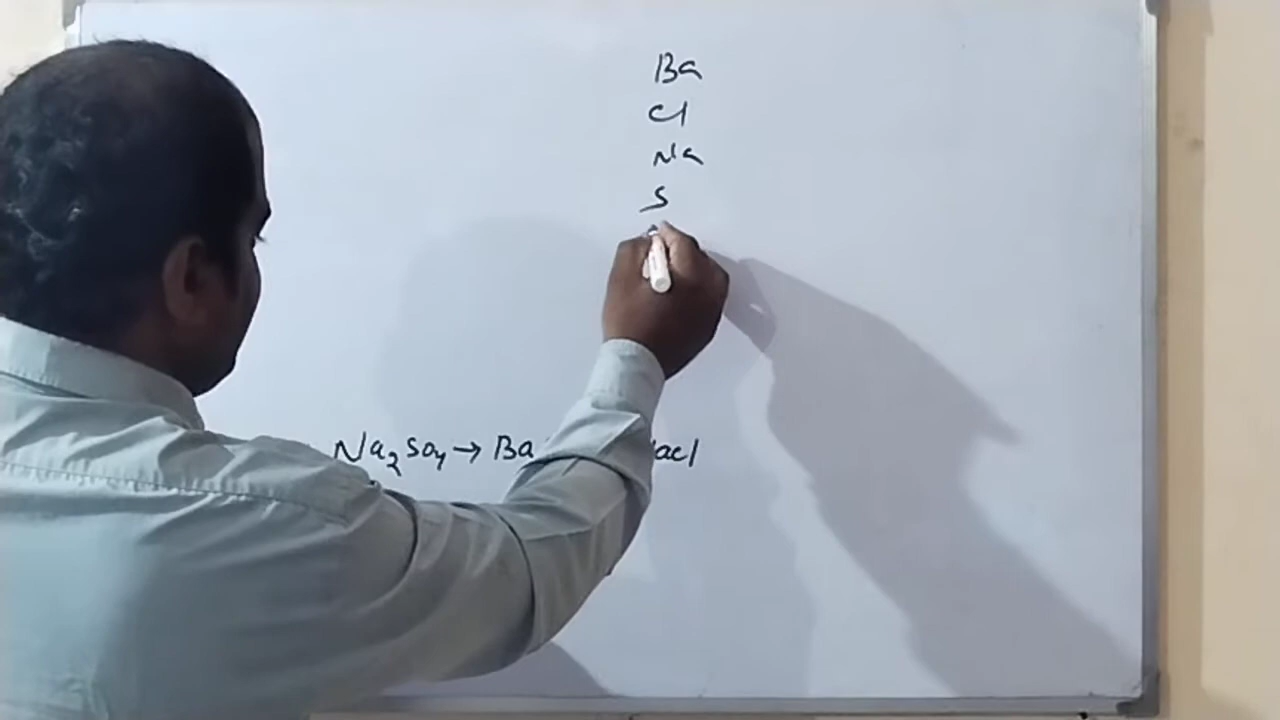 Ba
Cl
Na
S
Na₂SO₄ → Ba aCl